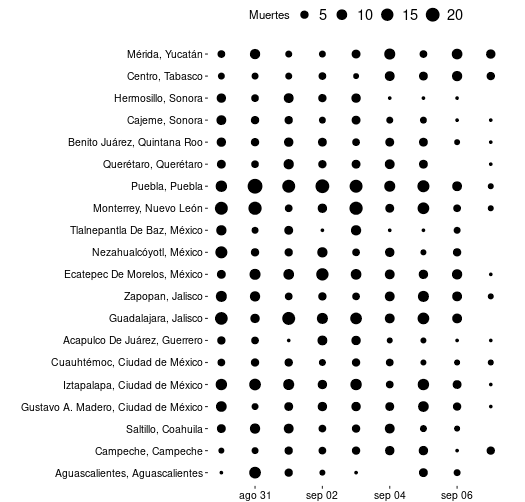 Muertes 5 10 15 20
Mérida, Yucatán
Centro, Tabasco
Hermosillo, Sonora
Cajeme, Sonora
Benito Juárez, Quintana Roo
Querétaro, Querétaro
Puebla, Puebla
Monterrey, Nuevo León
Tlalnepantla De Baz, México
Nezahualcóyotl, México
Ecatepec De Morelos, México
Zapopan, Jalisco
Guadalajara, Jalisco
Acapulco De Juárez, Guerrero
Cuauhtémoc, Ciudad de México
Iztapalapa, Ciudad de México
Gustavo A. Madero, Ciudad de México
Saltillo, Coahuila
Campeche, Campeche
Aguascalientes, Aguascalientes
ago 31 sep 02 sep 04 sep 06